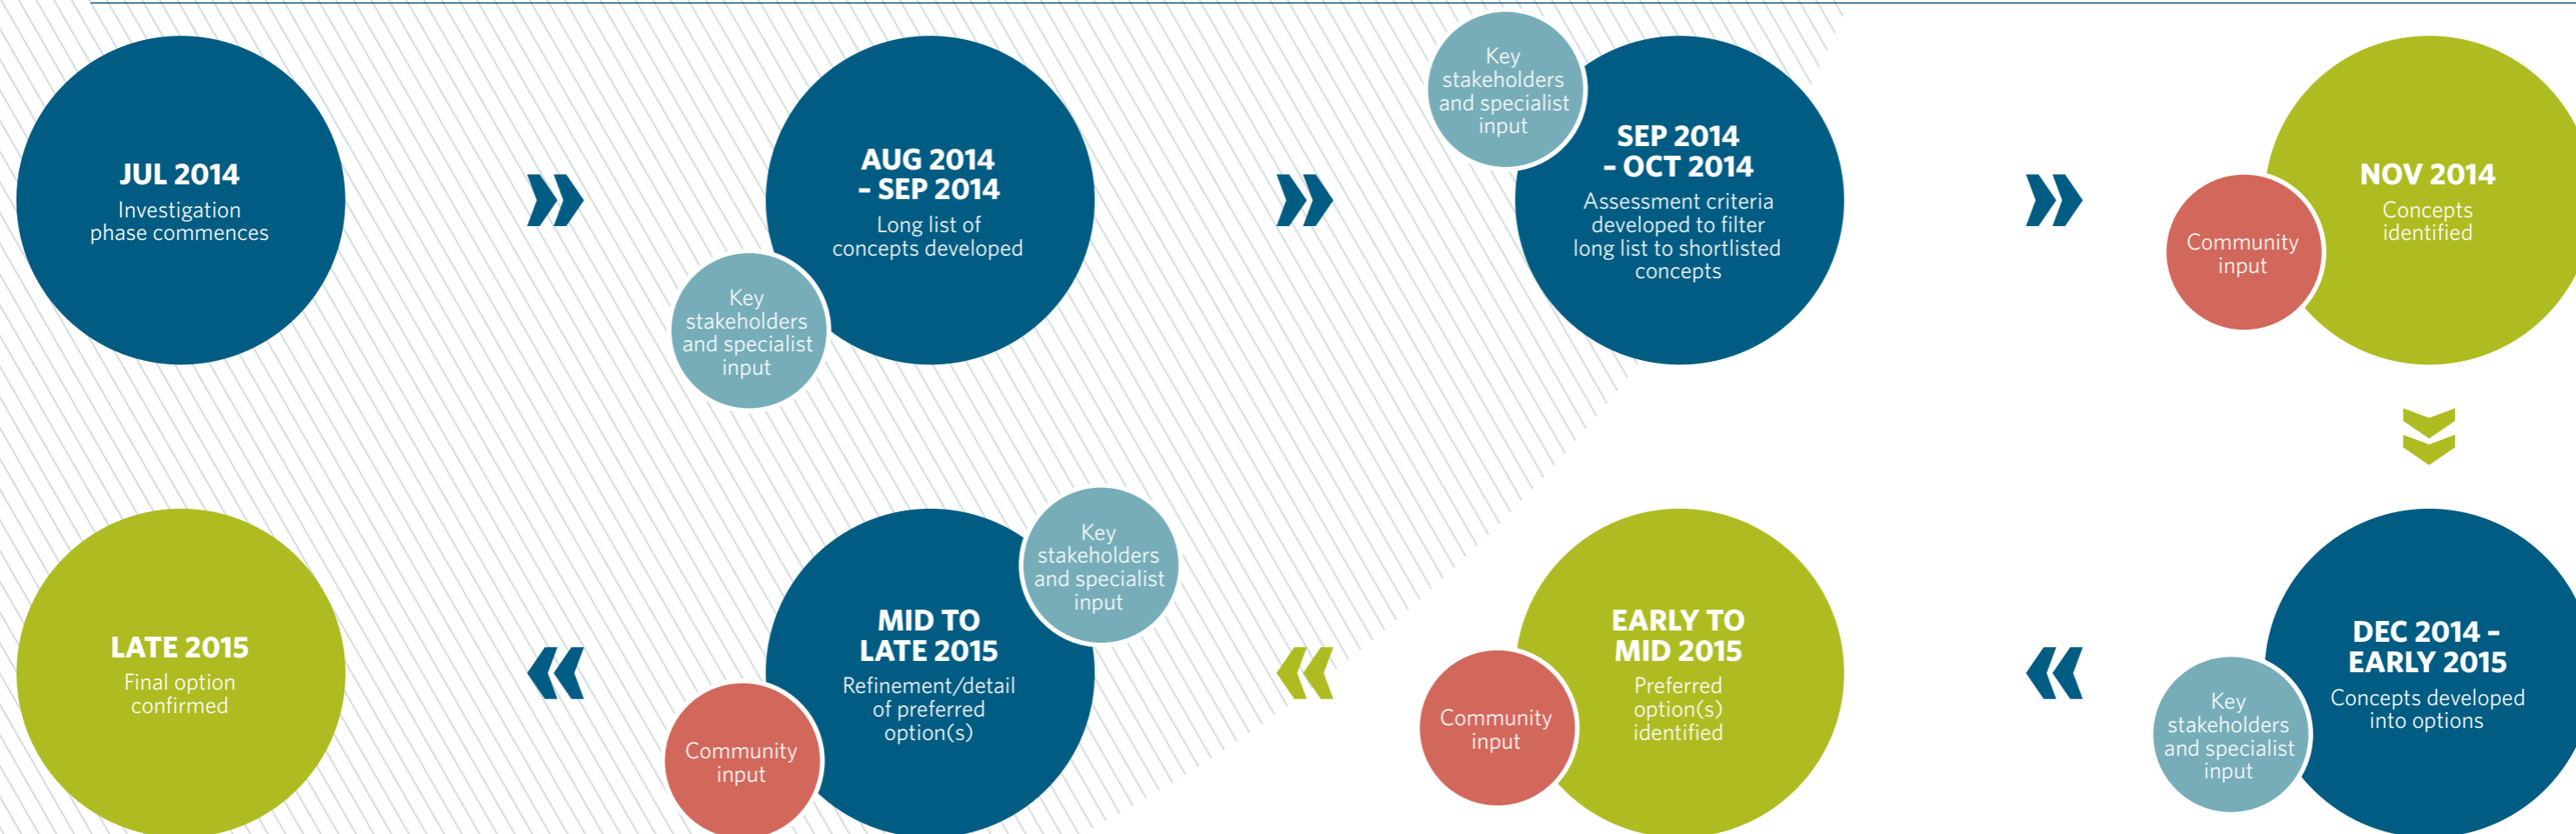 JUL 2014
Investigation
phase commences
AUG 2014
– SEP 2014
Long list of
concepts developed
Key
stakeholders
and specialist
input
Key
stakeholders
and specialist
input
SEP 2014
– OCT 2014
Assessment criteria
developed to filter
long list to shortlisted
concepts
NOV 2014
Concepts
identified
Community
input
DEC 2014 –
EARLY 2015
Concepts developed
into options
Key
stakeholders
and specialist
input
EARLY TO
MID 2015
Preferred
option(s)
identified
Community
input
MID TO
LATE 2015
Refinement/detail
of preferred
option(s)
Key
stakeholders
and specialist
input
Community
input
LATE 2015
Final option
confirmed